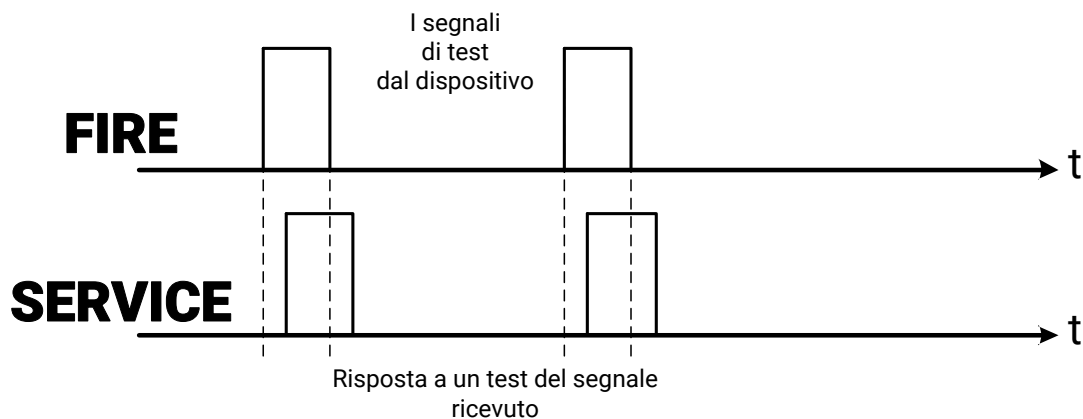 I segnali
di test
dal dispositivo
FIRE
t
SERVICE
t
Risposta a un test del segnale
ricevuto